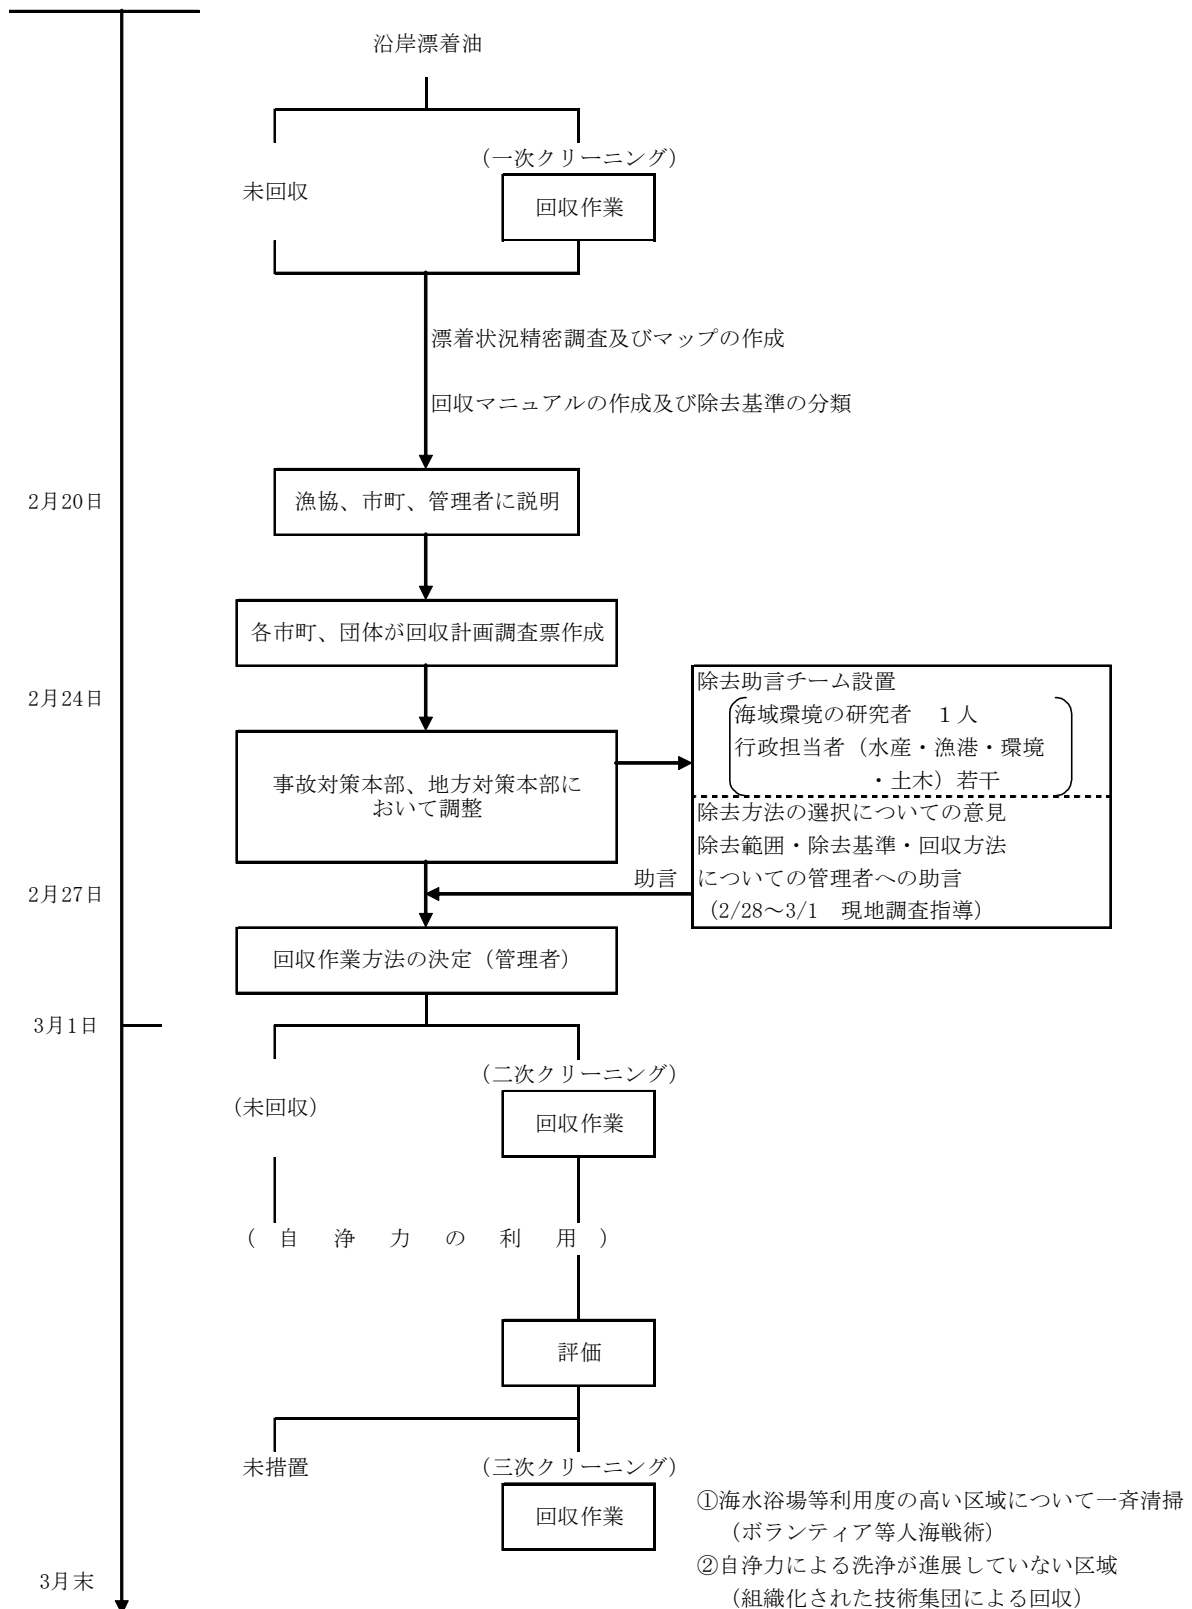 沿岸漂着油
(一次クリーニング)
未回収
回収作業
漂着状況精密調査及びマップの作成
回収マニュアルの作成及び除去基準の分類
2月20日
漁協、市町、管理者に説明
各市町、団体が回収計画調査票作成
2月24日
除去助言チーム設置
海域環境の研究者　1人
行政担当者（水産・漁港・環境
・土木）若干
事故対策本部、地方対策本部に
おいて調整
除去方法の選択についての意見
除去範囲・除去基準・回収方法
についての管理者への助言
（2/28～3/1　現地調査指導）
助言
2月27日
回収作業方法の決定（管理者）
3月1日
(二次クリーニング)
(未回収)
回収作業
(　自　浄　力　の　利　用　)
評価
未措置
(三次クリーニング)
回収作業
①海水浴場等利用度の高い区域について一斉清掃
（ボランティア等人海戦術）
②自浄力による洗浄が進展していない区域
（組織化された技術集団による回収）
3月末